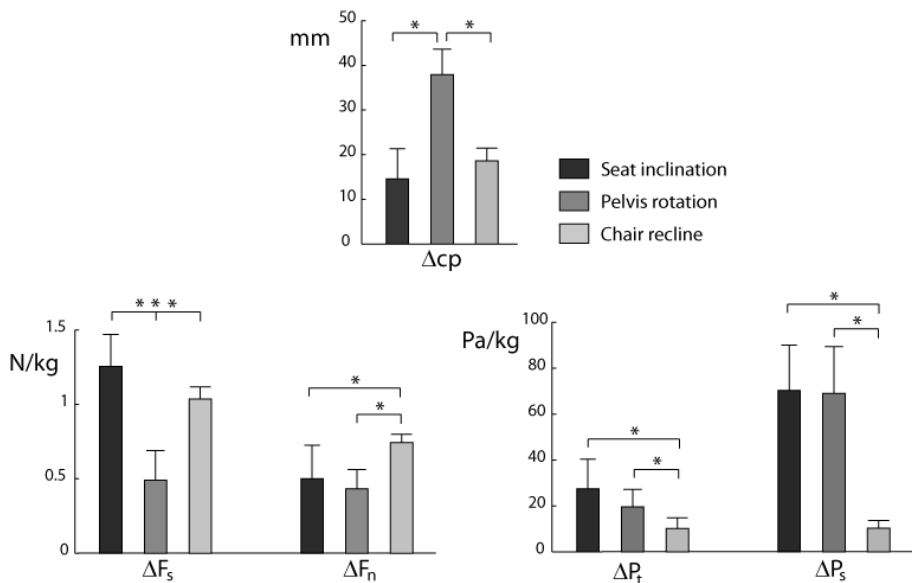 mm
50
40
30
20
10
0
* *
Δcp
Seat inclination
Pelvis rotation
Chair recline
N/kg
1.5
1
0.5
0
* * *
*
*
ΔFs
ΔFn
Pa/kg
100
80
60
40
20
0
*
*
*
*
ΔPt
ΔPs